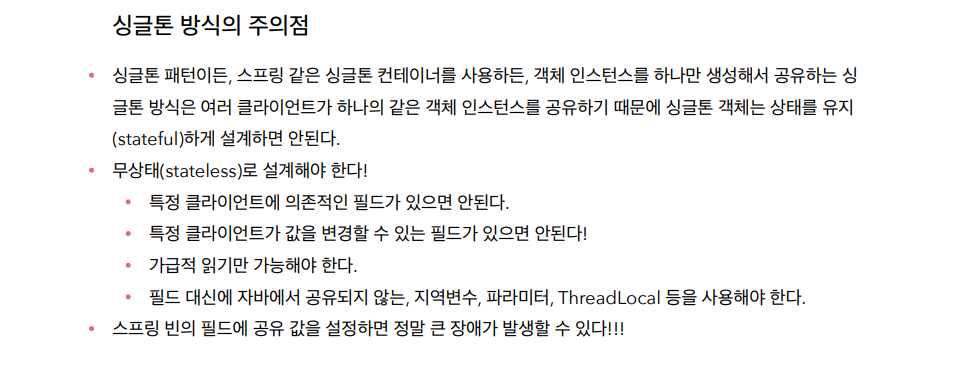 싱글톤 방식의 주의점
• 싱글톤 패턴이든, 스프링 같은 싱글톤 컨테이너를 사용하든, 객체 인스턴스를 하나만 생성해서 공유하는 싱
글톤 방식은 여러 클라이언트가 하나의 같은 객체 인스턴스를 공유하기 때문에 싱글톤 객체는 상태를 유지
(stateful)하게 설계하면 안된다.
• 무상태(stateless)로 설계해야 한다!
• 특정 클라이언트에 의존적인 필드가 있으면 안된다.
• 특정 클라이언트가 값을 변경할 수 있는 필드가 있으면 안된다!
• 가급적 읽기만 가능해야 한다.
• 필드 대신에 자바에서 공유되지 않는, 지역변수, 파라미터, ThreadLocal 등을 사용해야 한다.
• 스프링 빈의 필드에 공유 값을 설정하면 정말 큰 장애가 발생할 수 있다!!!